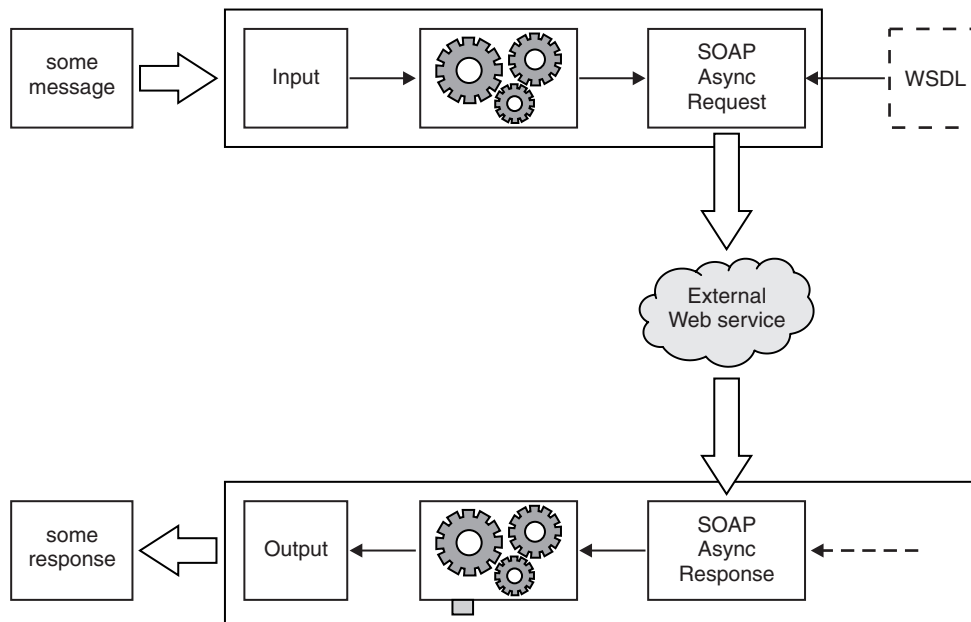 some
message
Input
SOAP
Async
Request
WSDL
External
Web service
some
response
Output
SOAP
Async
Response